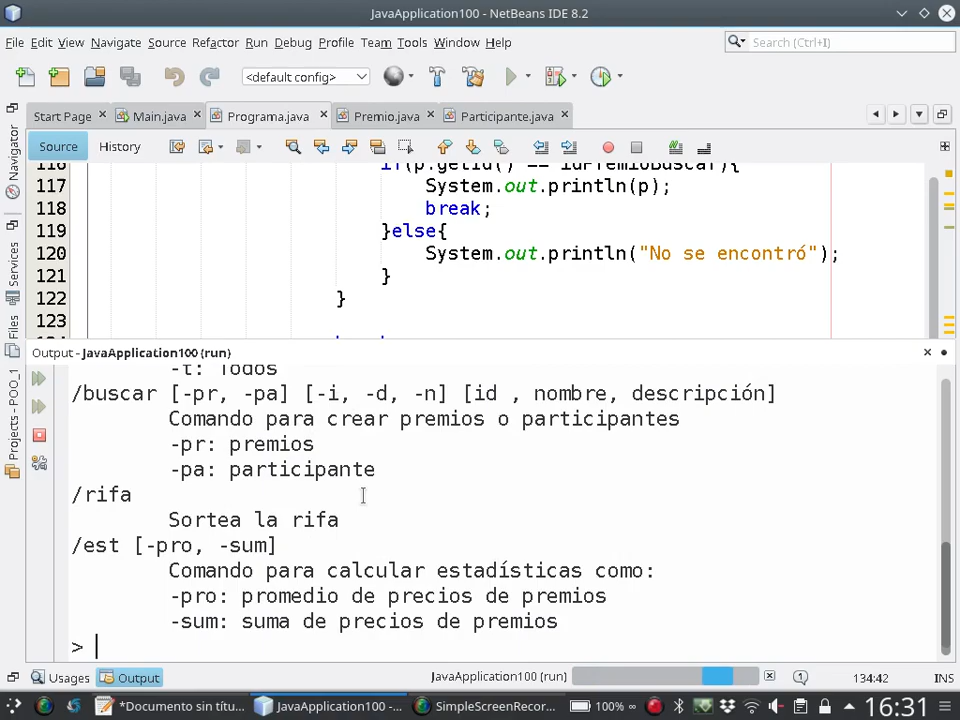 JavaApplication100 - NetBeans IDE 8.2
File Edit View Navigate Source Refactor Run Debug Profile Team Tools Window Help
Search (Ctrl+I)
<default config>
Start Page Main.java Programa.java Premio.java Participante.java
Source History
Navigator
Services
Files
Projects - POO_1
116 if(p.getId() == idPremioBuscar){
117 System.out.println(p);
118 break;
119 }else{
120 System.out.println("No se encontró");
121 }
122 }
123
Output - JavaApplication100 (run)
-t: Todos
/buscar [-pr, -pa] [-i, -d, -n] [id , nombre, descripción]
Comando para crear premios o participantes
-pr: premios
-pa: participante
/rifa
Sortea la rifa
/est [-pro, -sum]
Comando para calcular estadísticas como:
-pro: promedio de precios de premios
-sum: suma de precios de premios
>
Usages Output JavaApplication100 (run) 134:42 INS
*Documento sin títu... JavaApplication100 -... SimpleScreenRecor... 100% ∞ 16:31